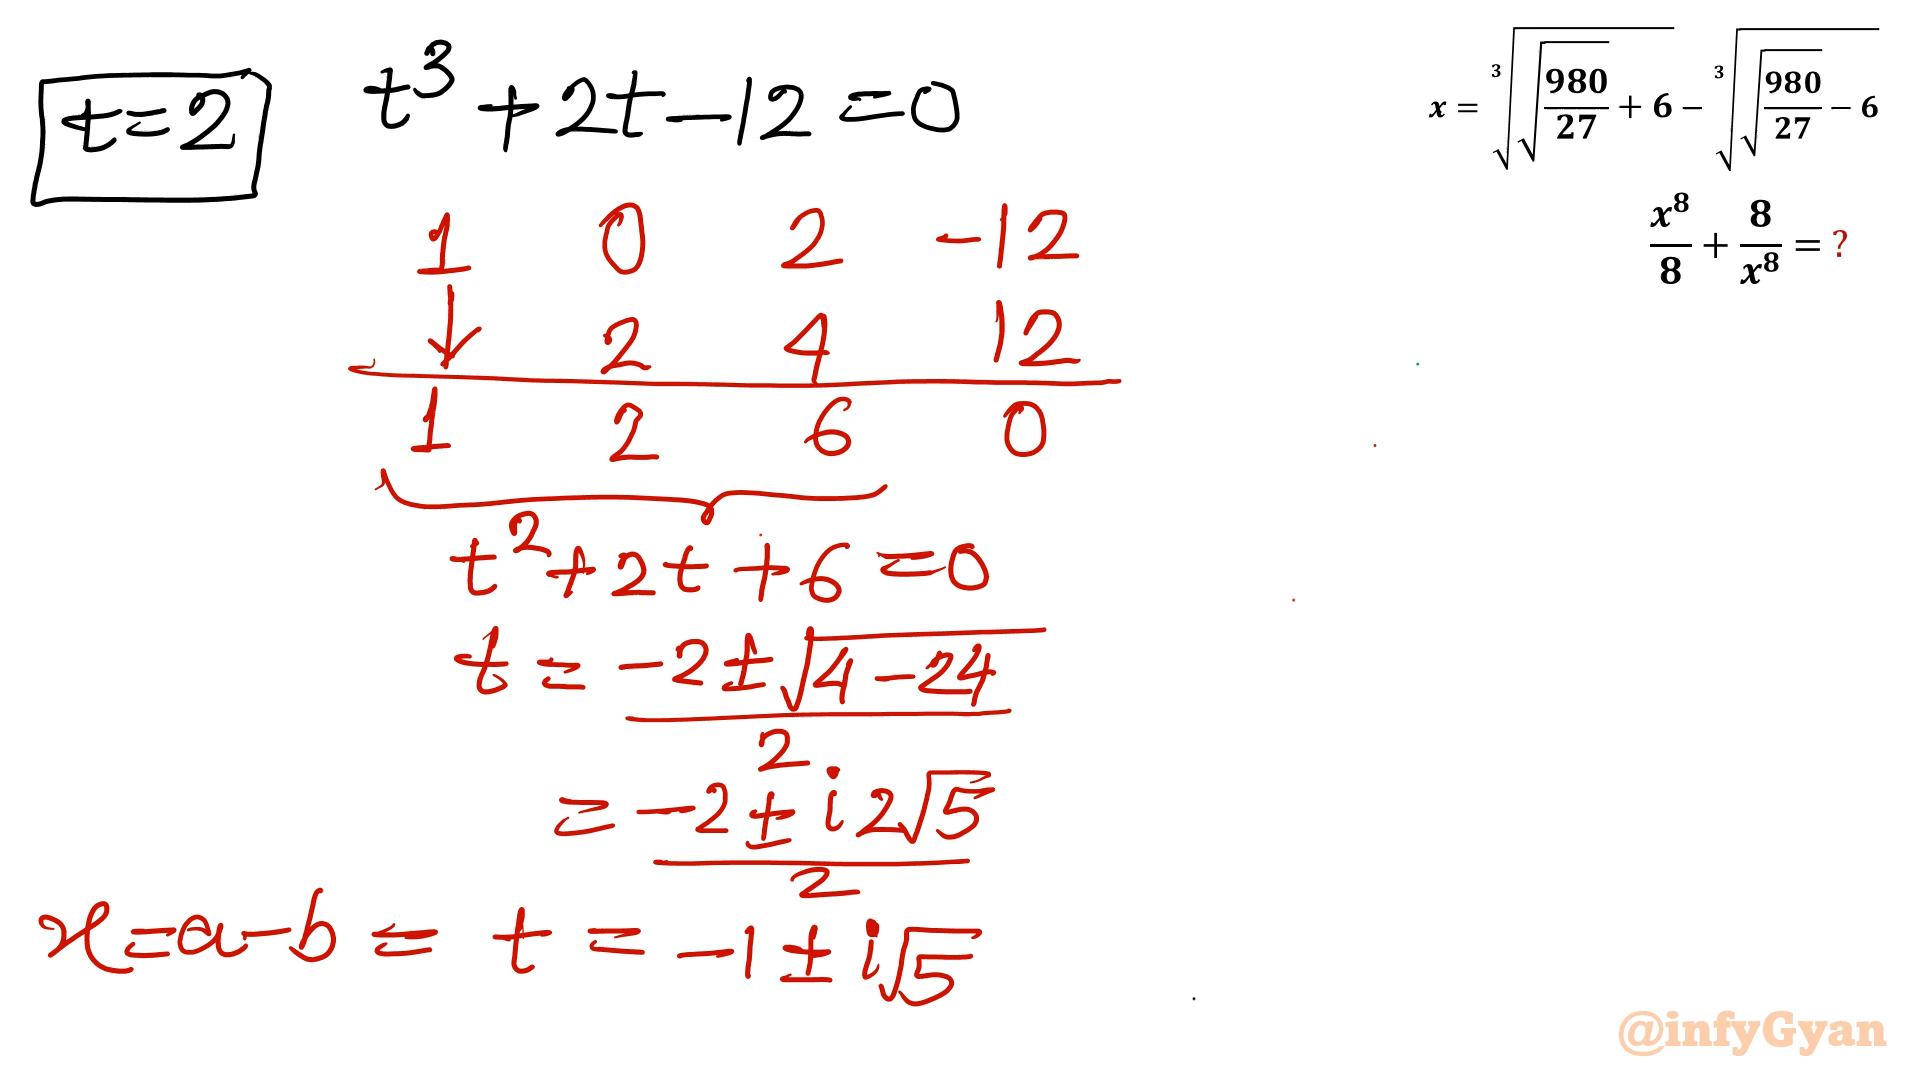 t=2
t³ + 2t - 12 = 0
1 0 2 -12
↓ 2 4 12
1 2 6 0
t² + 2t + 6 = 0
t = (-2 ± √(4 - 24))/2
= (-2 ± i 2√5)/2
x = a - b = t = -1 ± i√5
x = ∛(√(980/27) + 6) - ∛(√(980/27) - 6)
x⁸/8 + 8/x⁸ = ?
@infyGyan